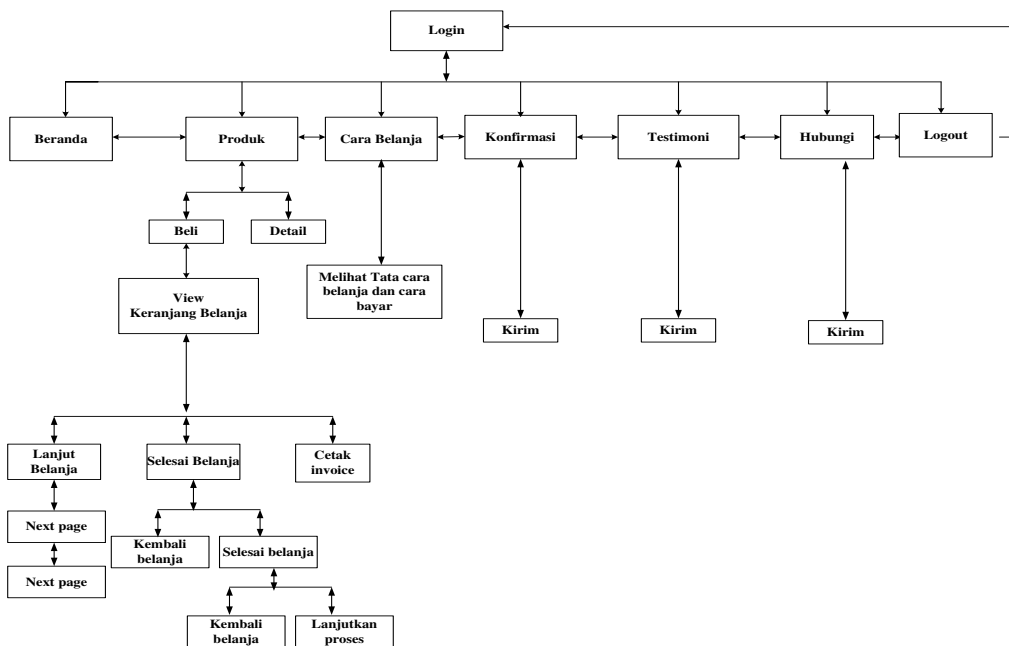 Login
Beranda
Produk
Cara Belanja
Konfirmasi
Testimoni
Hubungi
Logout
Beli
Detail
Melihat Tata cara
belanja dan cara
bayar
View
Keranjang Belanja
Kirim
Kirim
Kirim
Lanjut
Belanja
Selesai Belanja
Cetak
invoice
Next page
Kembali
belanja
Selesai belanja
Next page
Kembali
belanja
Lanjutkan
proses